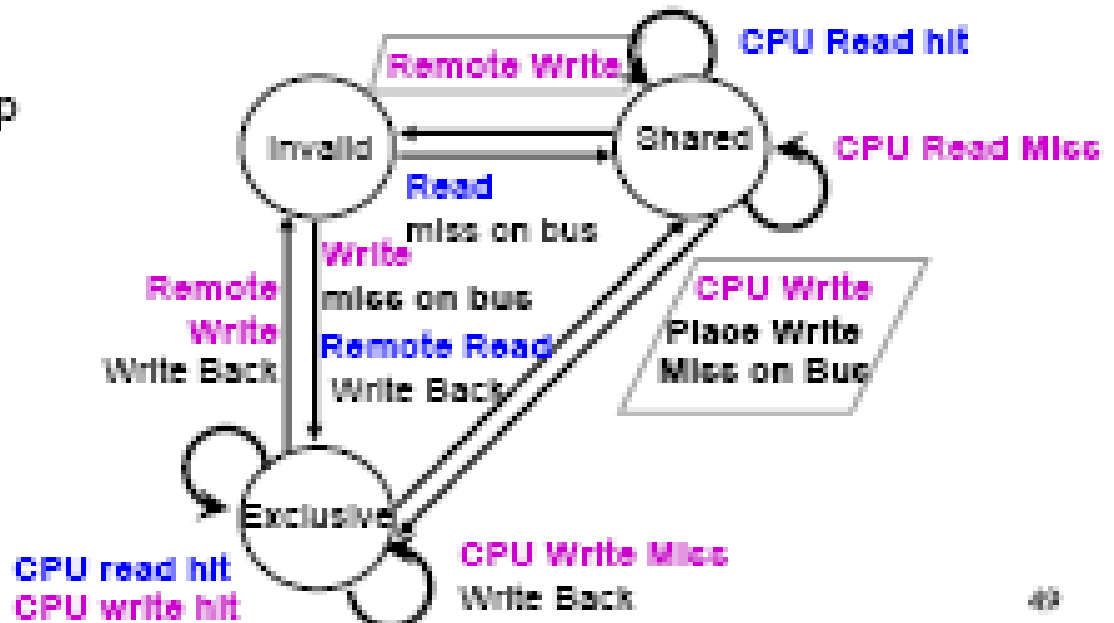 CPU Read hit
Remote Write
p
Invalid
Shared
CPU Read Miss
Read
miss on bus
Write
miss on bus
Remote
Write
Write Back
Remote Read
Write Back
CPU Write
Place Write
Miss on Bus
Exclusive
CPU read hit
CPU write hit
CPU Write Miss
Write Back
49